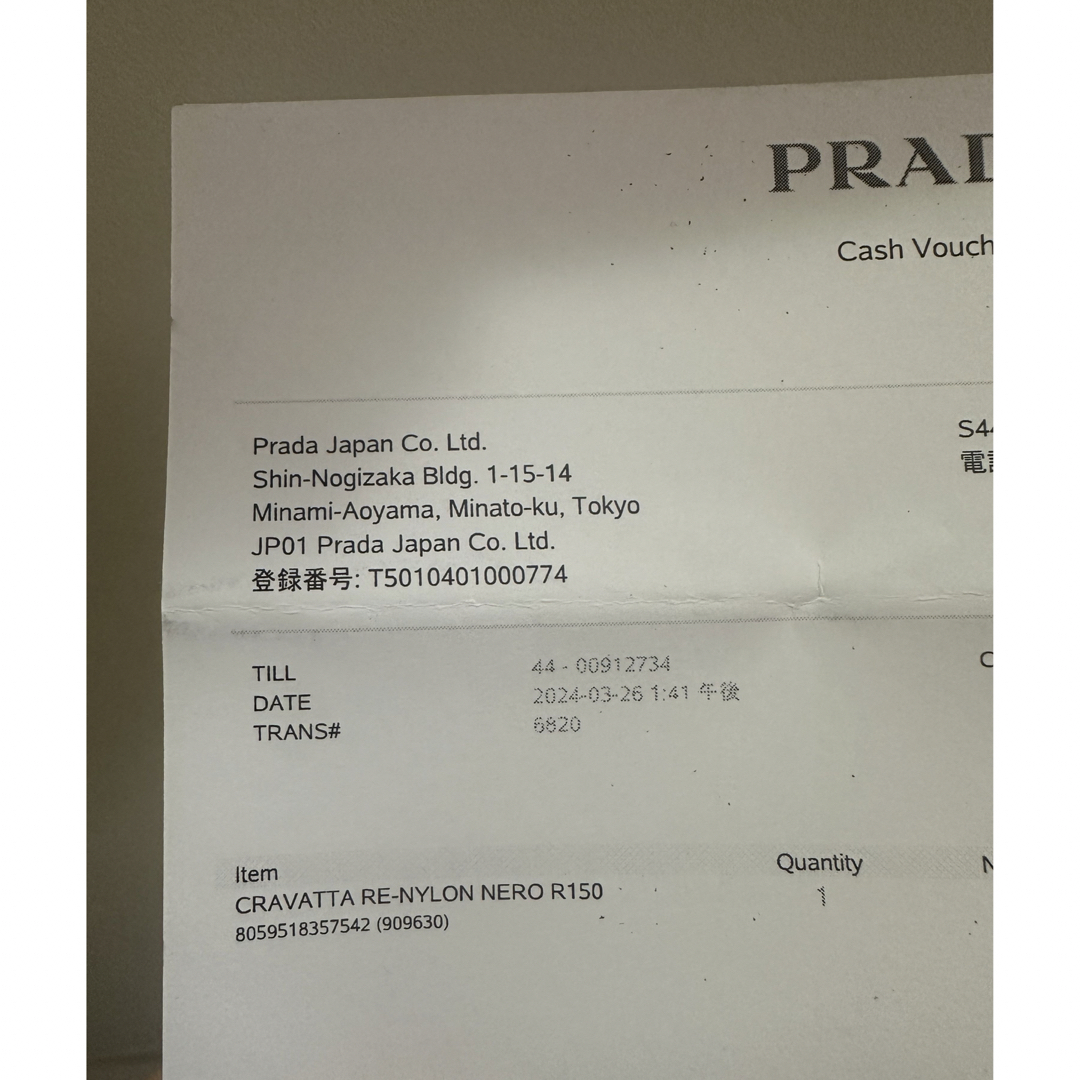 PRAD
Cash Vouch
Prada Japan Co. Ltd.
Shin-Nogizaka Bldg. 1-15-14
Minami-Aoyama, Minato-ku, Tokyo
JP01 Prada Japan Co. Ltd.
登録番号: T5010401000774
S44
電話
TILL 44 - 00912734
DATE 2024-03-26 1:41 午後
TRANS# 6820
Item Quantity N
CRAVATTA RE-NYLON NERO R150 1
8059518357542 (909630)